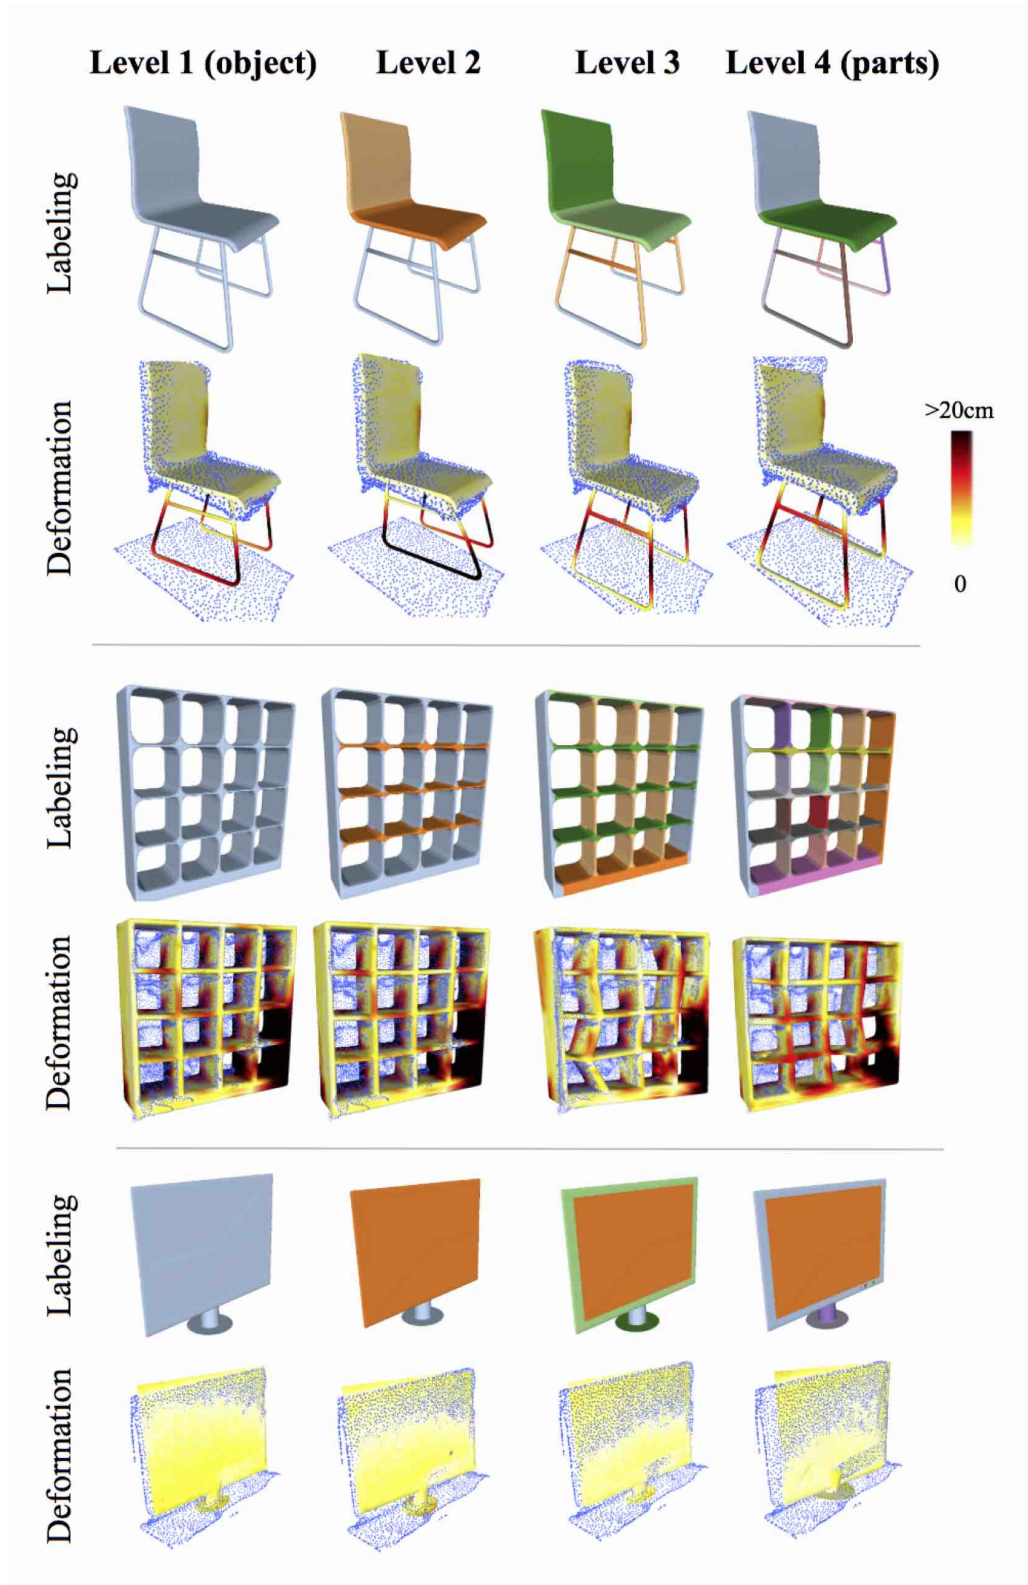 Level 1 (object) Level 2 Level 3 Level 4 (parts)
Labeling
Deformation
>20cm
0
Labeling
Deformation
Labeling
Deformation